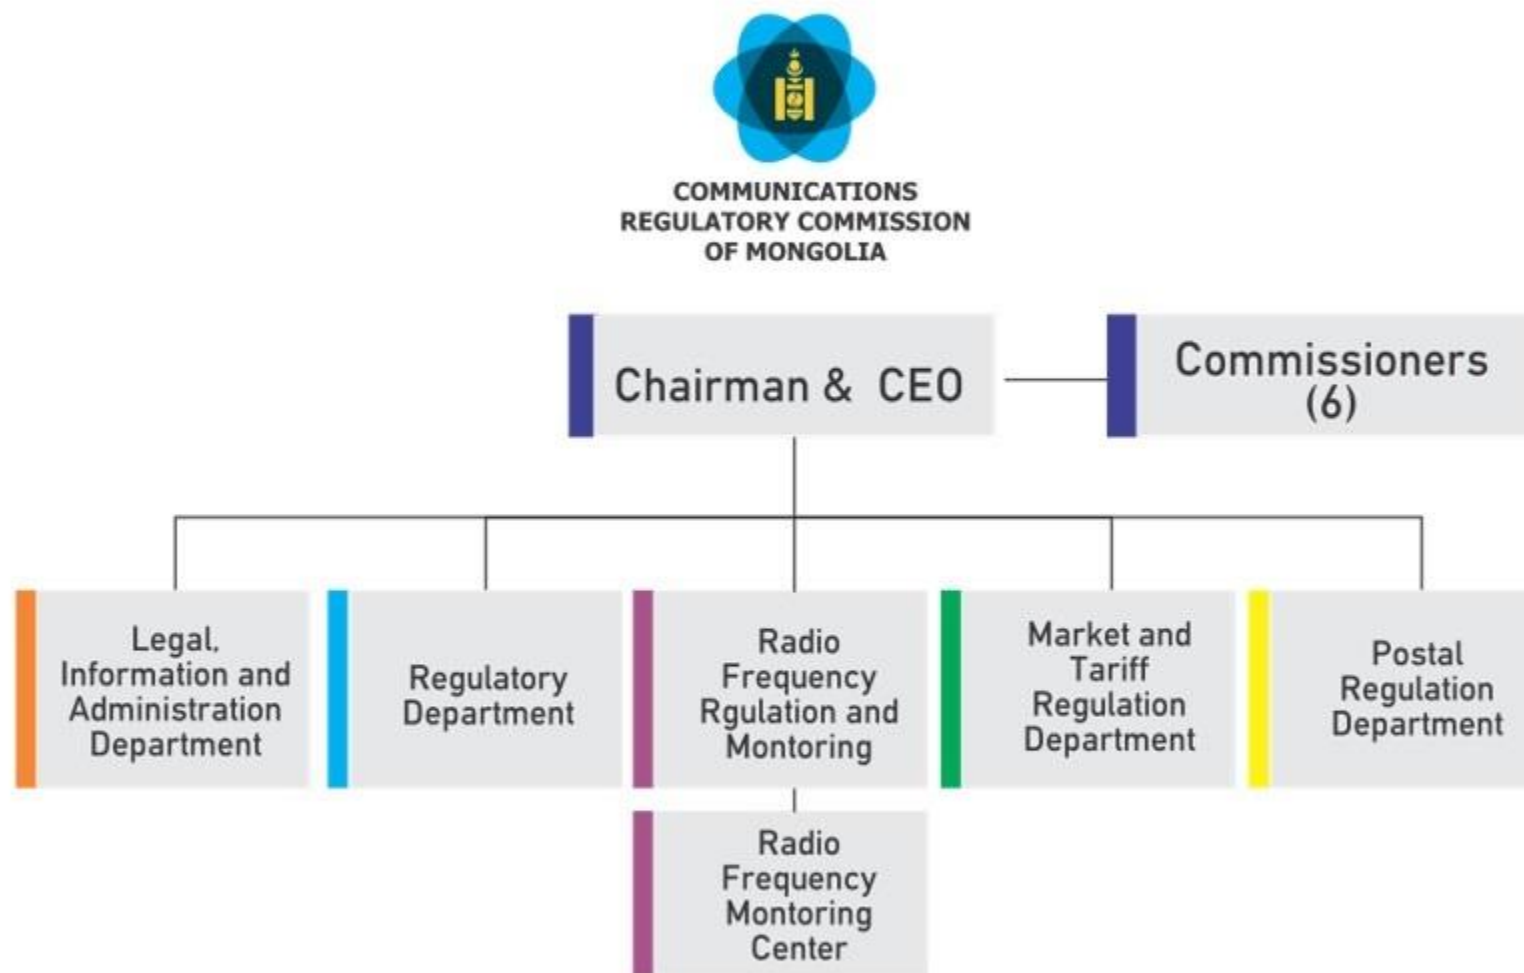 COMMUNICATIONS
REGULATORY COMMISSION
OF MONGOLIA
Chairman & CEO
Commissioners
(6)
Legal,
Information and
Administration
Department
Regulatory
Department
Radio
Frequency
Rgulation and
Montoring
Market and
Tariff
Regulation
Department
Postal
Regulation
Department
Radio
Frequency
Montoring
Center